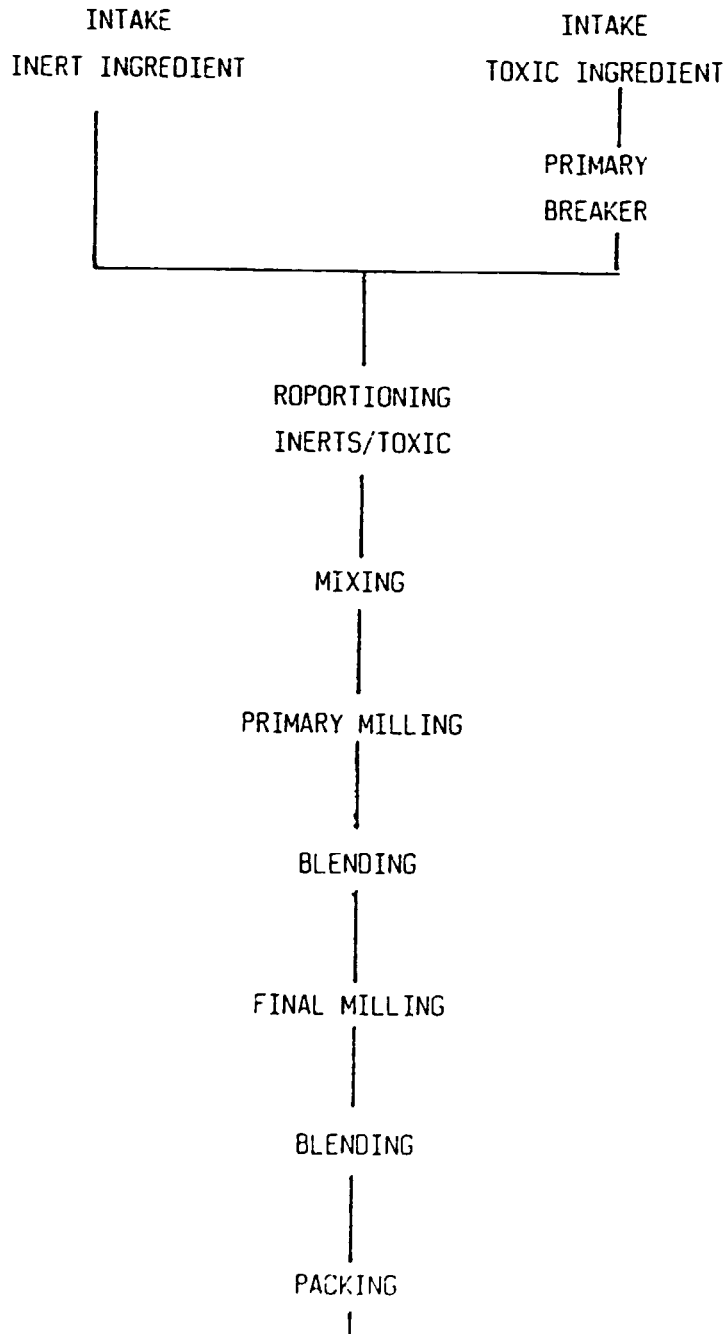 INTAKE
INERT INGREDIENT
INTAKE
TOXIC INGREDIENT
PRIMARY
BREAKER
ROPORTIONING
INERTS/TOXIC
MIXING
PRIMARY MILLING
BLENDING
FINAL MILLING
BLENDING
PACKING